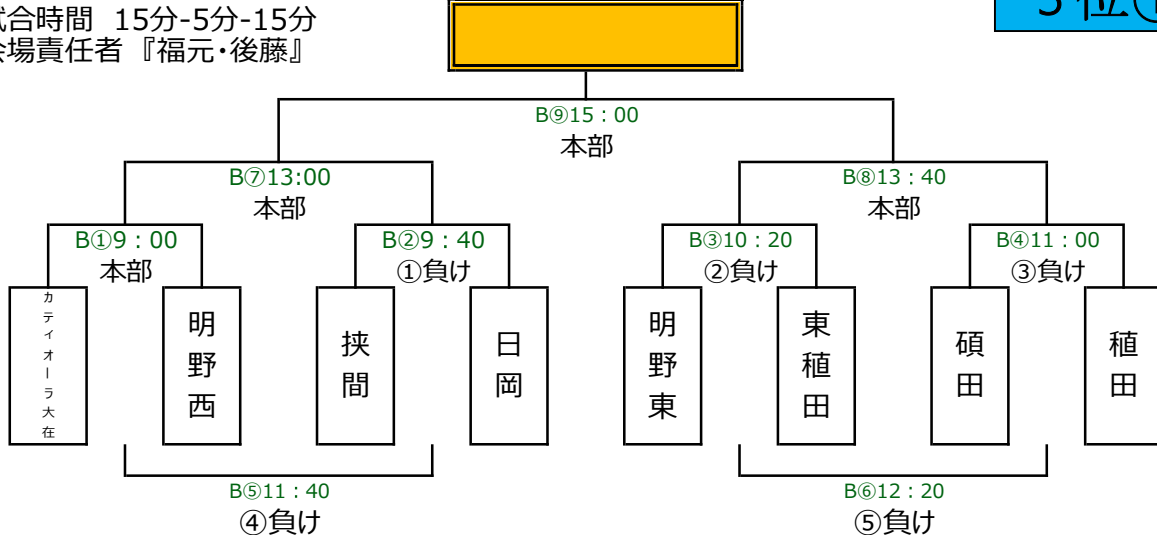 試合時間 15分-5分-15分
会場責任者『福元・後藤』
B⑨15：00
本部
B⑦13:00
本部
B⑧13：40
本部
B①9：00
本部
B②9：40
①負け
B③10：20
②負け
B④11：00
③負け
カティオーラ大在
明野西
挟間
日岡
明野東
東稙田
碩田
稙田
B⑤11：40
④負け
B⑥12：20
⑤負け